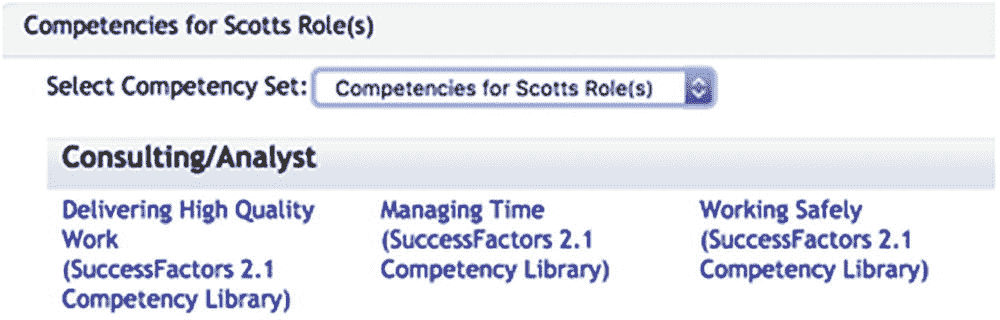 Competencies for Scotts Role(s)
Select Competency Set: Competencies for Scotts Role(s)
Consulting/Analyst
Delivering High Quality
Work
(SuccessFactors 2.1
Competency Library)
Managing Time
(SuccessFactors 2.1
Competency Library)
Working Safely
(SuccessFactors 2.1
Competency Library)